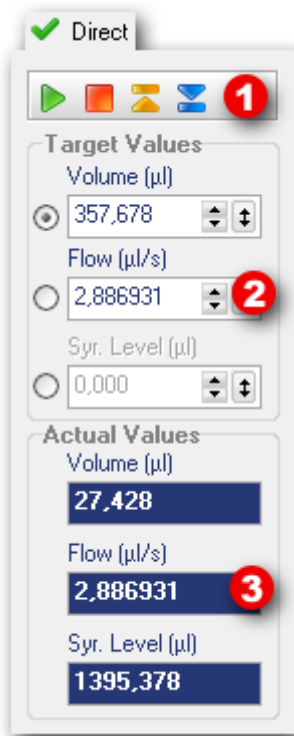 Direct
1
Target Values
Volume (µl)
357,678
Flow (µl/s)
2,886931
2
Syr. Level (µl)
0,000
Actual Values
Volume (µl)
27,428
Flow (µl/s)
2,886931
3
Syr. Level (µl)
1395,378